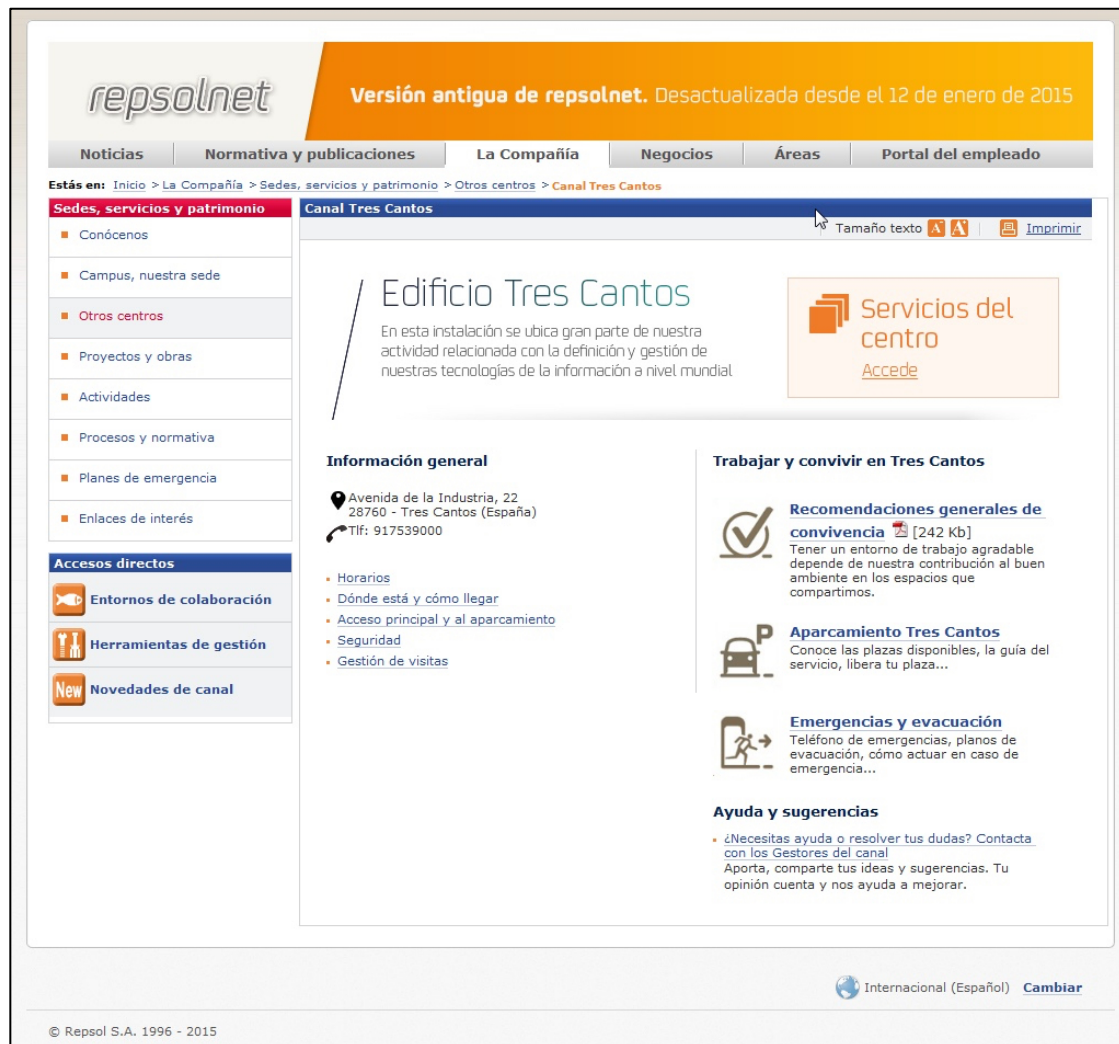 repsolnet
Versión antigua de repsolnet. Desactualizada desde el 12 de enero de 2015
Noticias
Normativa y publicaciones
La Compañía
Negocios
Áreas
Portal del empleado
Estás en: Inicio > La Compañía > Sedes, servicios y patrimonio > Otros centros > Canal Tres Cantos
Sedes, servicios y patrimonio
Conócenos
Campus, nuestra sede
Otros centros
Proyectos y obras
Actividades
Procesos y normativa
Planes de emergencia
Enlaces de interés
Accesos directos
Entornos de colaboración
Herramientas de gestión
New Novedades de canal
Canal Tres Cantos
Tamaño texto A A Imprimir
Edificio Tres Cantos
En esta instalación se ubica gran parte de nuestra
actividad relacionada con la definición y gestión de
nuestras tecnologías de la información a nivel mundial
Servicios del
centro
Accede
Información general
Avenida de la Industria, 22
28760 - Tres Cantos (España)
Tlf: 917539000
Horarios
Dónde está y cómo llegar
Acceso principal y al aparcamiento
Seguridad
Gestión de visitas
Trabajar y convivir en Tres Cantos
Recomendaciones generales de
convivencia [242 Kb]
Tener un entorno de trabajo agradable
depende de nuestra contribución al buen
ambiente en los espacios que
compartimos.
P
Aparcamiento Tres Cantos
Conoce las plazas disponibles, la guía del
servicio, libera tu plaza...
Emergencias y evacuación
Teléfono de emergencias, planos de
evacuación, cómo actuar en caso de
emergencia...
Ayuda y sugerencias
¿Necesitas ayuda o resolver tus dudas? Contacta
con los Gestores del canal
Aporta, comparte tus ideas y sugerencias. Tu
opinión cuenta y nos ayuda a mejorar.
Internacional (Español) Cambiar
© Repsol S.A. 1996 - 2015